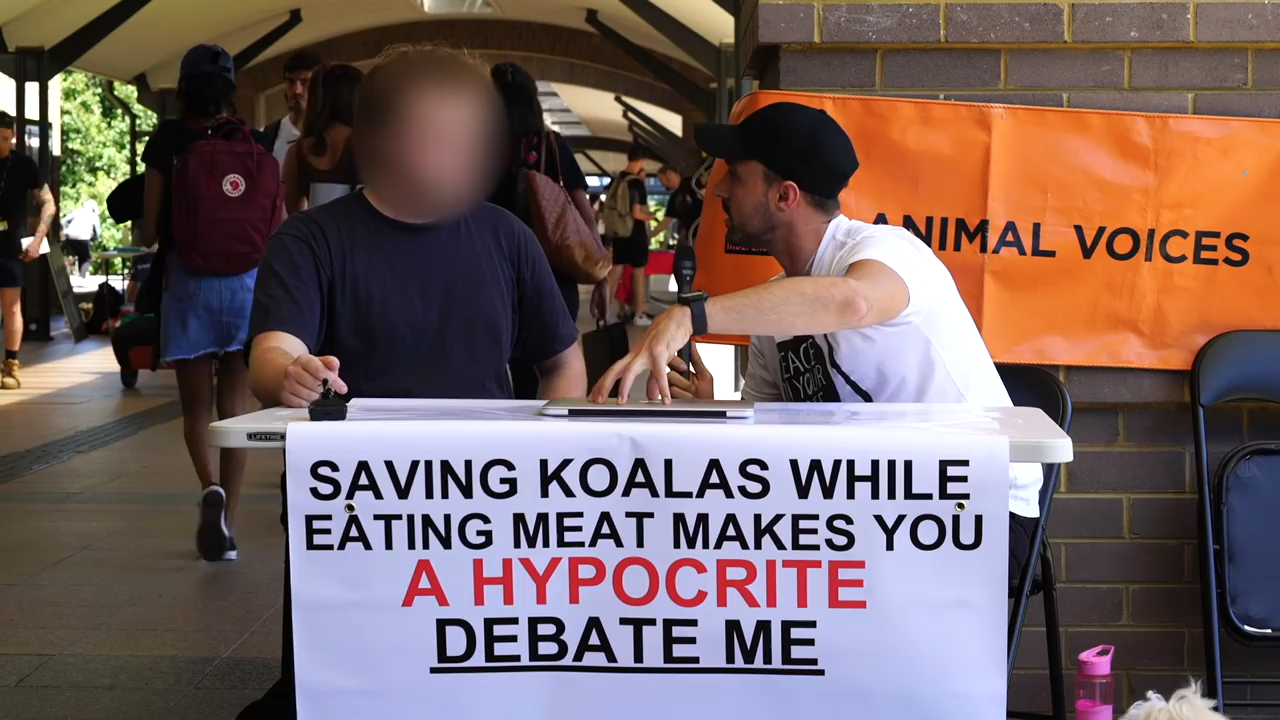 ANIMAL VOICES
LIFETIME
SAVING KOALAS WHILE
EATING MEAT MAKES YOU
A HYPOCRITE
DEBATE ME